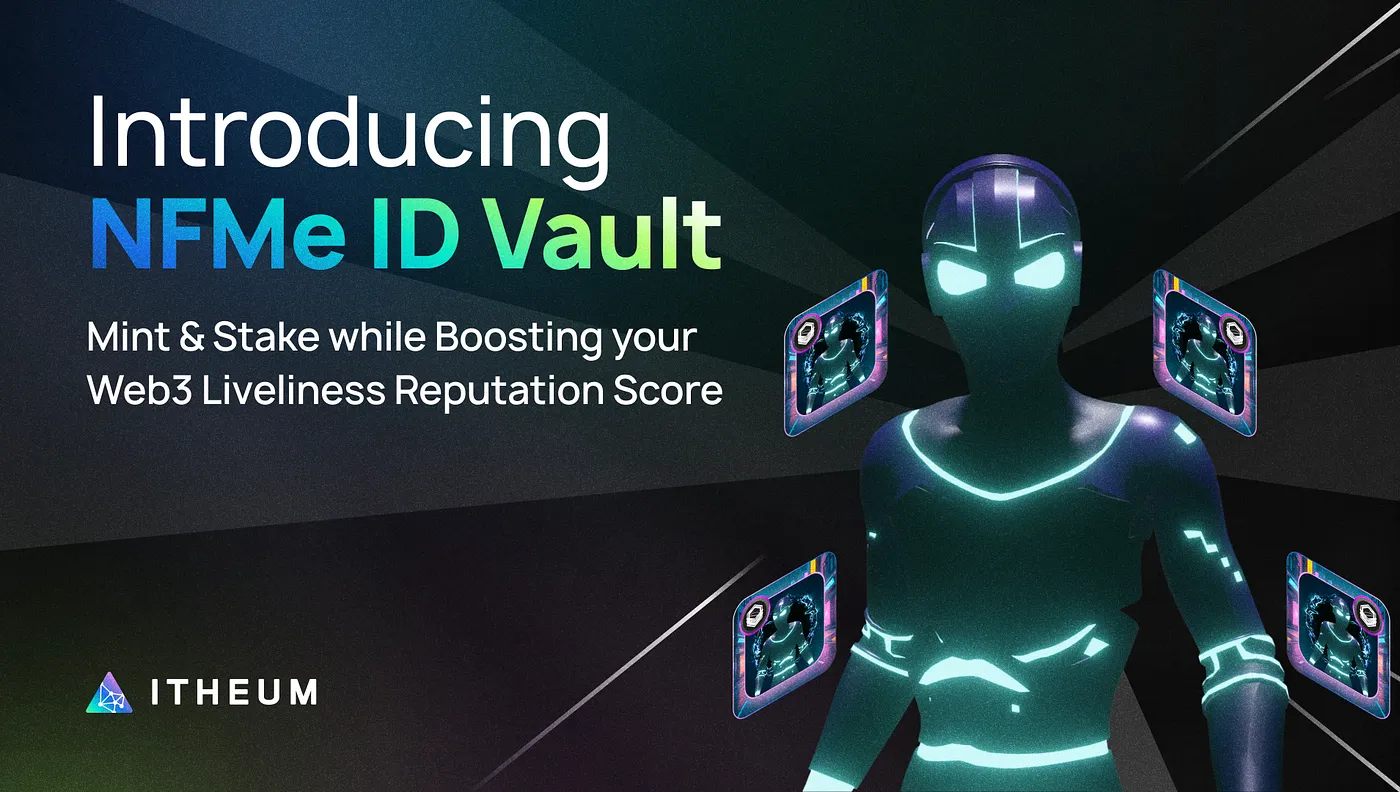 Introducing
NFMe ID Vault
Mint & Stake while Boosting your
Web3 Liveliness Reputation Score
ITHEUM